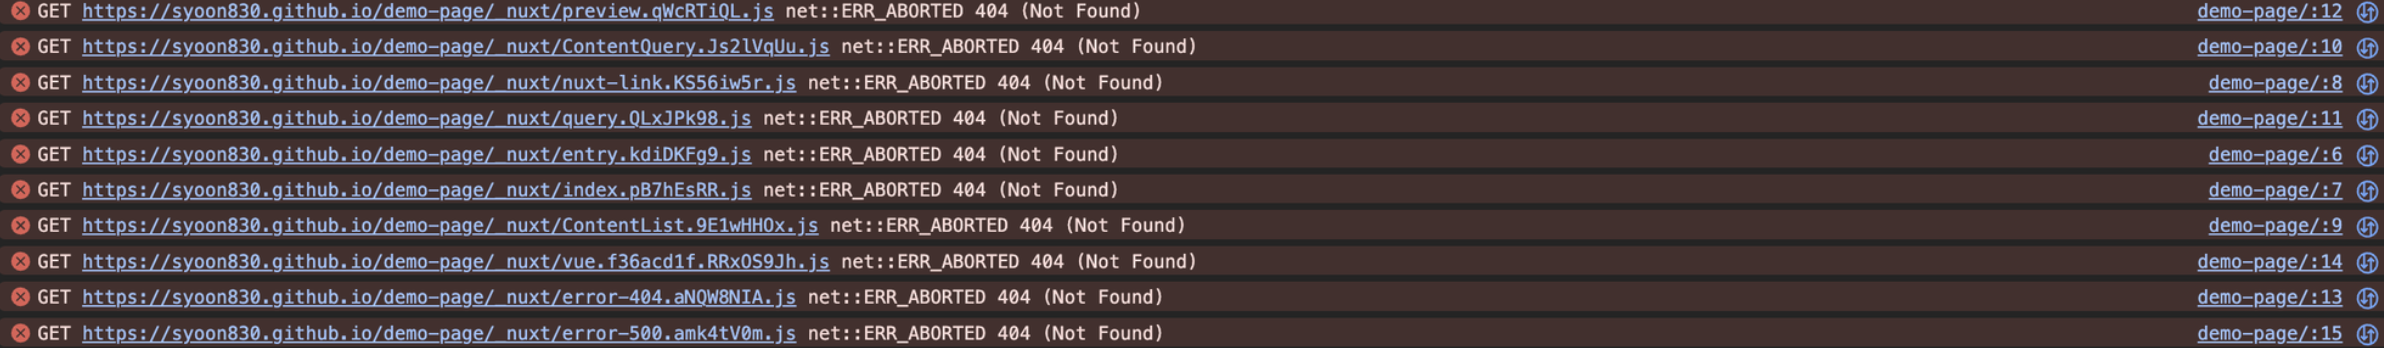 GET https://syoon830.github.io/demo-page/_nuxt/preview.qWcRTiQL.js net::ERR_ABORTED 404 (Not Found) demo-page/:12
GET https://syoon830.github.io/demo-page/_nuxt/ContentQuery.Js2lVqUu.js net::ERR_ABORTED 404 (Not Found) demo-page/:10
GET https://syoon830.github.io/demo-page/_nuxt/nuxt-link.KS56iw5r.js net::ERR_ABORTED 404 (Not Found) demo-page/:8
GET https://syoon830.github.io/demo-page/_nuxt/query.QLxJPk98.js net::ERR_ABORTED 404 (Not Found) demo-page/:11
GET https://syoon830.github.io/demo-page/_nuxt/entry.kdiDKFg9.js net::ERR_ABORTED 404 (Not Found) demo-page/:6
GET https://syoon830.github.io/demo-page/_nuxt/index.pB7hEsRR.js net::ERR_ABORTED 404 (Not Found) demo-page/:7
GET https://syoon830.github.io/demo-page/_nuxt/ContentList.9E1wHHOx.js net::ERR_ABORTED 404 (Not Found) demo-page/:9
GET https://syoon830.github.io/demo-page/_nuxt/vue.f36acd1f.RRxOS9Jh.js net::ERR_ABORTED 404 (Not Found) demo-page/:14
GET https://syoon830.github.io/demo-page/_nuxt/error-404.aNQW8NIA.js net::ERR_ABORTED 404 (Not Found) demo-page/:13
GET https://syoon830.github.io/demo-page/_nuxt/error-500.amk4tV0m.js net::ERR_ABORTED 404 (Not Found) demo-page/:15